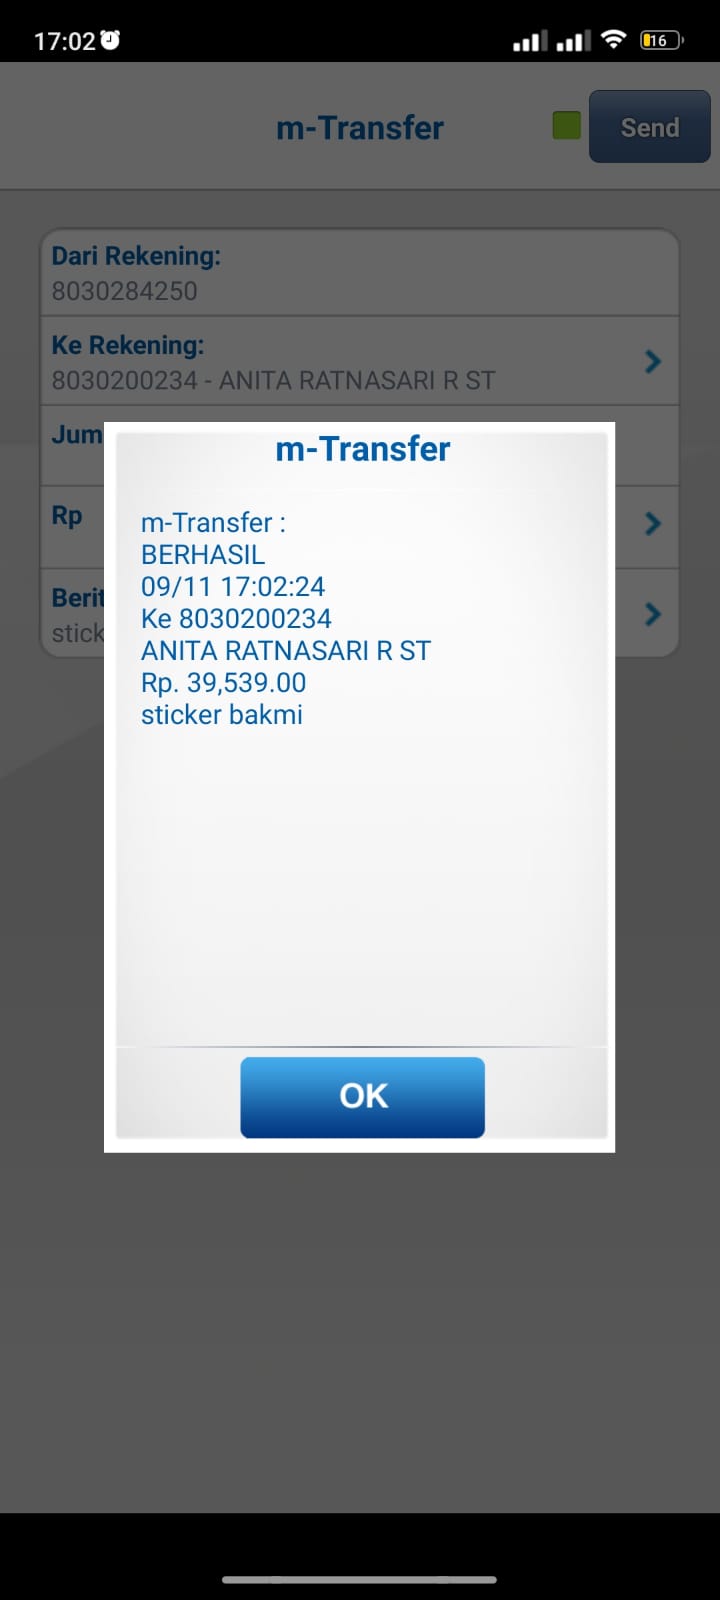 17:02
16
m-Transfer
Send
Dari Rekening:
8030284250
Ke Rekening:
8030200234 - ANITA RATNASARI R ST
Jum
Rp
Berit
stick
m-Transfer
m-Transfer :
BERHASIL
09/11 17:02:24
Ke 8030200234
ANITA RATNASARI R ST
Rp. 39,539.00
sticker bakmi
OK